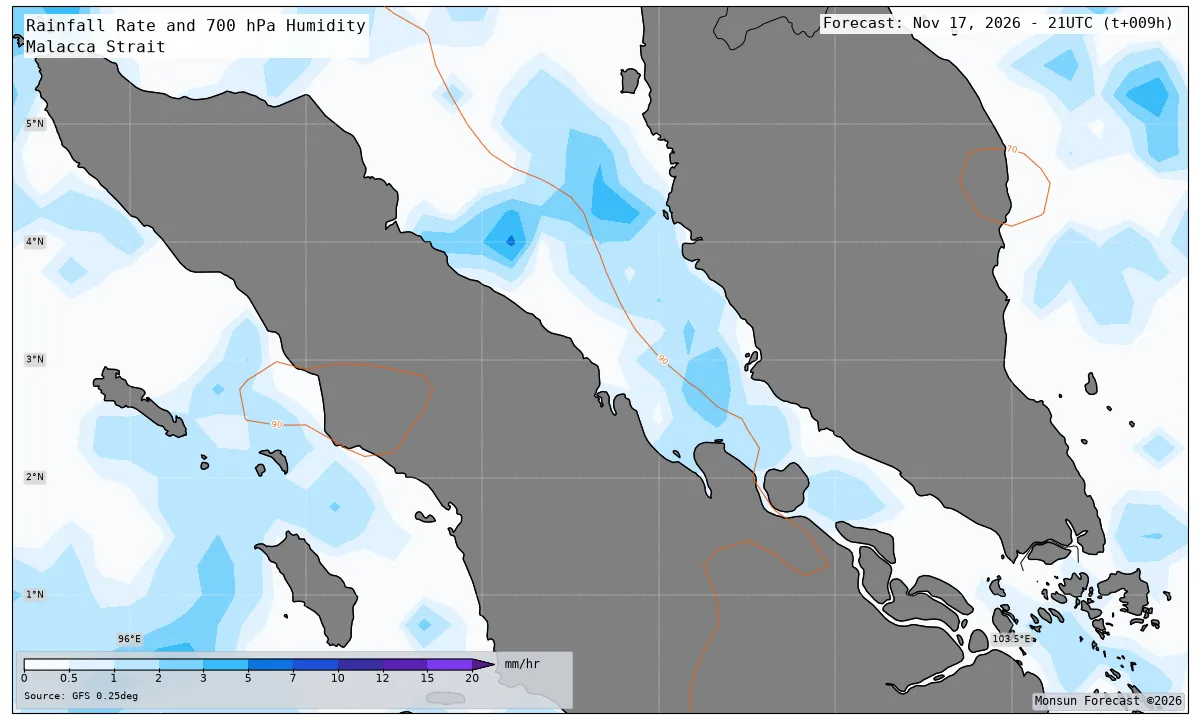 Rainfall Rate and 700 hPa Humidity
Malacca Strait
Forecast: Nov 17, 2026 - 21UTC (t+009h)
5°N
70
4°N
3°N
90
90
2°N
1°N
96°E
103.5°E
0 0.5 1 2 3 5 7 10 12 15 20 mm/hr
Source: GFS 0.25deg
Monsun Forecast ©2026